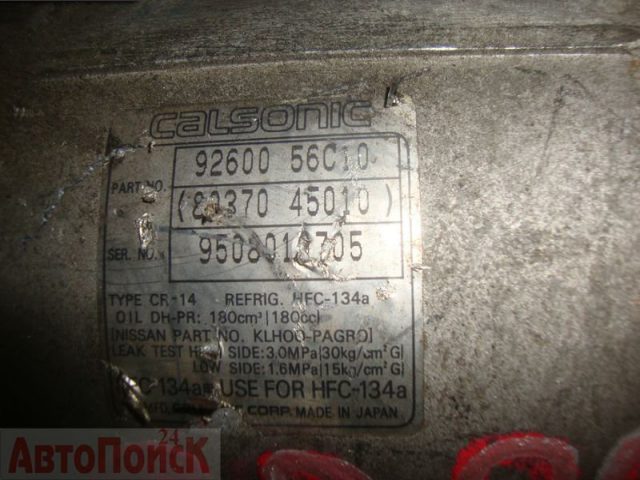 calsonic
PART NO. 92600 56C10
( 45010 )
SER. NO.
TYPE CR-14 REFRIG. HFC-134a
OIL DH-PR: 180cm³(180cc)
[NISSAN PART NO. KLH00-PAGR0]
LEAK TEST HIGH SIDE:3.0MPa(30kg/cm²G)
LOW SIDE:1.6MPa(15kg/cm²G)
USE FOR HFC-134a
CORP. MADE IN JAPAN.
24
АвтоПоисК